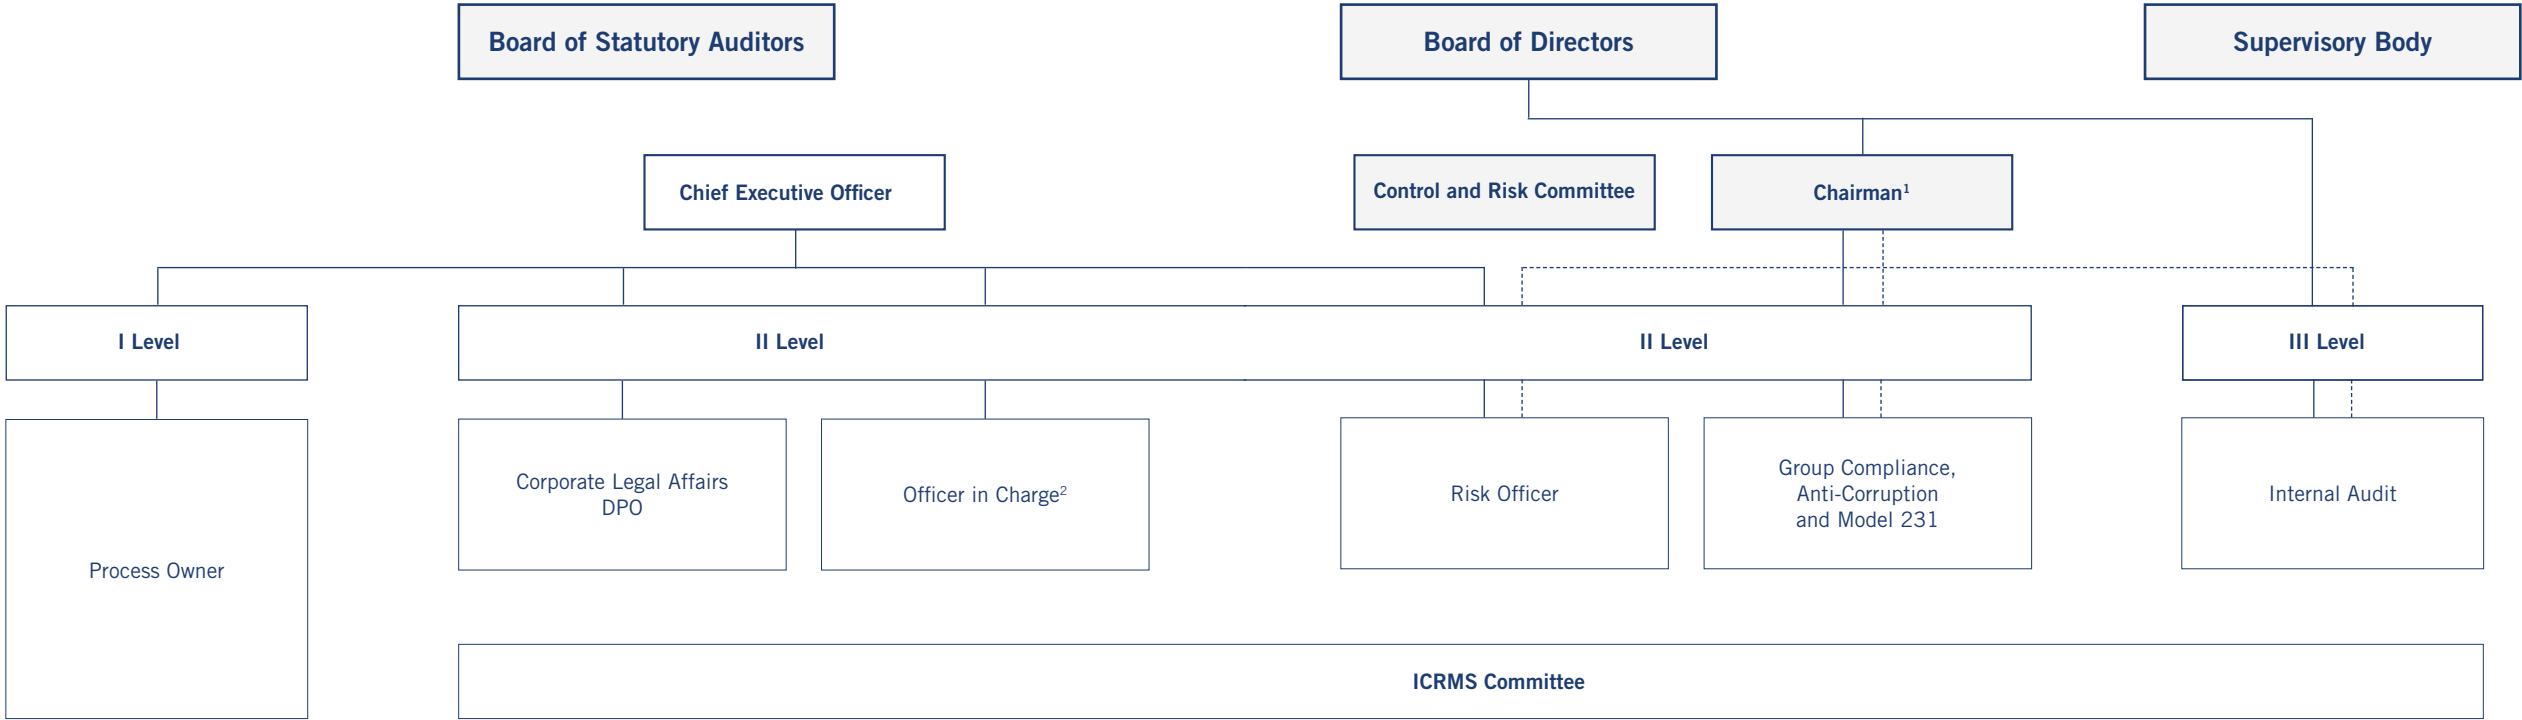 Board of Statutory Auditors
Board of Directors
Supervisory Body
Chief Executive Officer
Control and Risk Committee
Chairman¹
I Level
II Level
II Level
III Level
Process Owner
Corporate Legal Affairs
DPO
Officer in Charge²
Risk Officer
Group Compliance,
Anti-Corruption
and Model 231
Internal Audit
ICRMS Committee